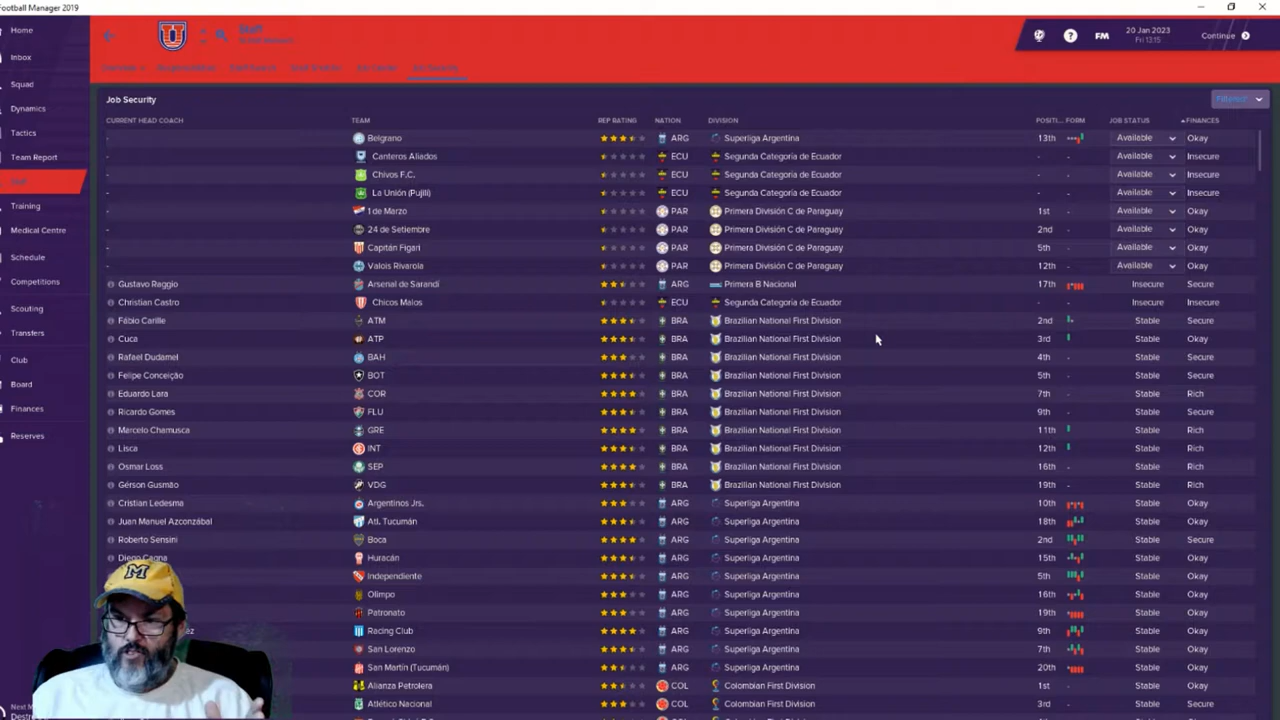 Football Manager 2019
Home
Inbox
Squad
Dynamics
Tactics
Team Report
Staff
Training
Medical Centre
Schedule
Competitions
Scouting
Transfers
Club
Board
Finances
Reserves
Staff
20 Jan 2023
Fri 13:15
FM
Continue
Job Security
Filtered
CURRENT HEAD COACH TEAM REP RATING NATION DIVISION POSITI... FORM JOB STATUS FINANCES
- Belgrano ARG Superliga Argentina 13th Available Okay
- Canteros Aliados ECU Segunda Categoría de Ecuador - - Available Insecure
- Chivos F.C. ECU Segunda Categoría de Ecuador - - Available Insecure
- La Unión (Pujilí) ECU Segunda Categoría de Ecuador - - Available Insecure
- 1 de Marzo PAR Primera División C de Paraguay 1st - Available Okay
- 24 de Setiembre PAR Primera División C de Paraguay 2nd - Available Okay
- Capitán Figari PAR Primera División C de Paraguay 5th - Available Okay
- Valois Rivarola PAR Primera División C de Paraguay 12th - Available Okay
Gustavo Raggio Arsenal de Sarandí ARG Primera B Nacional 17th Insecure Secure
Christian Castro Chicos Malos ECU Segunda Categoría de Ecuador - - Insecure Insecure
Fábio Carille ATM BRA Brazilian National First Division 2nd Stable Secure
Cuca ATP BRA Brazilian National First Division 3rd Stable Okay
Rafael Dudamel BAH BRA Brazilian National First Division 4th - Stable Secure
Felipe Conceição BOT BRA Brazilian National First Division 5th - Stable Secure
Eduardo Lara COR BRA Brazilian National First Division 7th - Stable Rich
Ricardo Gomes FLU BRA Brazilian National First Division 9th - Stable Secure
Marcelo Chamusca GRE BRA Brazilian National First Division 11th Stable Rich
Lisca INT BRA Brazilian National First Division 12th Stable Rich
Osmar Loss SEP BRA Brazilian National First Division 16th - Stable Rich
Gérson Gusmão VDG BRA Brazilian National First Division 19th - Stable Rich
Cristian Ledesma Argentinos Jrs. ARG Superliga Argentina 10th Stable Okay
Juan Manuel Azconzábal Atl. Tucumán ARG Superliga Argentina 18th Stable Okay
Roberto Sensini Boca ARG Superliga Argentina 2nd Stable Secure
Diego Cagna Huracán ARG Superliga Argentina 15th Stable Okay
Independiente ARG Superliga Argentina 5th Stable Okay
Olimpo ARG Superliga Argentina 16th Stable Okay
Patronato ARG Superliga Argentina 19th Stable Okay
Racing Club ARG Superliga Argentina 9th Stable Okay
San Lorenzo ARG Superliga Argentina 7th Stable Okay
San Martín (Tucumán) ARG Superliga Argentina 20th Stable Okay
Alianza Petrolera COL Colombian First Division 1st - Stable Okay
Atlético Nacional COL Colombian First Division 3rd - Stable Secure